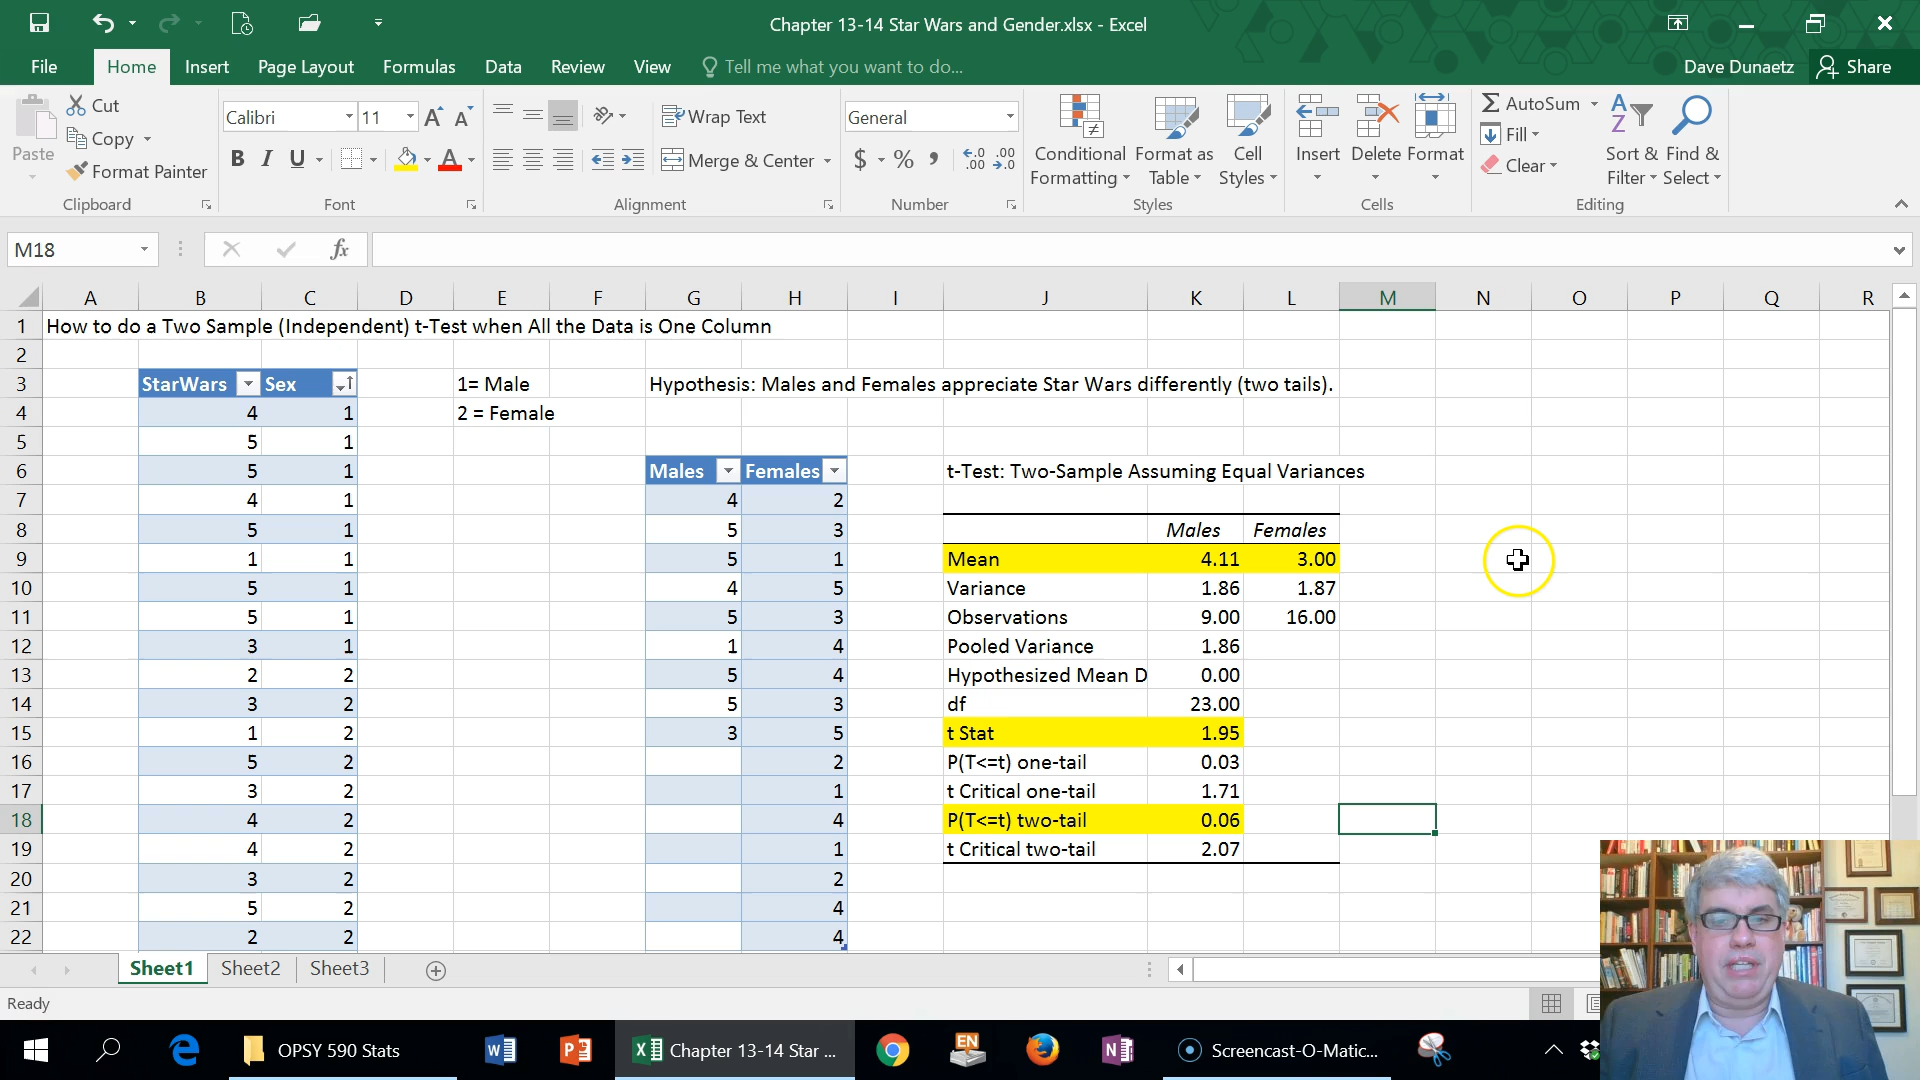 Chapter 13-14 Star Wars and Gender.xlsx - Excel
File Home Insert Page Layout Formulas Data Review View Tell me what you want to do... Dave Dunaetz Share
Paste Cut Copy Format Painter Clipboard
Calibri 11 A A B I U A Font
Wrap Text Merge & Center Alignment
General $ % , Number
Conditional Formatting Format as Table Cell Styles Styles
Insert Delete Format Cells
AutoSum Fill Clear Sort & Filter Find & Select Editing
M18 fx
A B C D E F G H I J K L M N O P Q R
1 How to do a Two Sample (Independent) t-Test when All the Data is One Column
2
3 StarWars Sex 1= Male Hypothesis: Males and Females appreciate Star Wars differently (two tails).
4 4 1 2 = Female
5 5 1
6 5 1 Males Females t-Test: Two-Sample Assuming Equal Variances
7 4 1 4 2
8 5 1 5 3 Males Females
9 1 1 5 1 Mean 4.11 3.00
10 5 1 4 5 Variance 1.86 1.87
11 5 1 5 3 Observations 9.00 16.00
12 3 1 1 4 Pooled Variance 1.86
13 2 2 5 4 Hypothesized Mean D 0.00
14 3 2 5 3 df 23.00
15 1 2 3 5 t Stat 1.95
16 5 2 2 P(T<=t) one-tail 0.03
17 3 2 1 t Critical one-tail 1.71
18 4 2 4 P(T<=t) two-tail 0.06
19 4 2 1 t Critical two-tail 2.07
20 3 2 2
21 5 2 4
22 2 2 4
Sheet1 Sheet2 Sheet3
Ready
OPSY 590 Stats Chapter 13-14 Star ... EN Screencast-O-Matic...